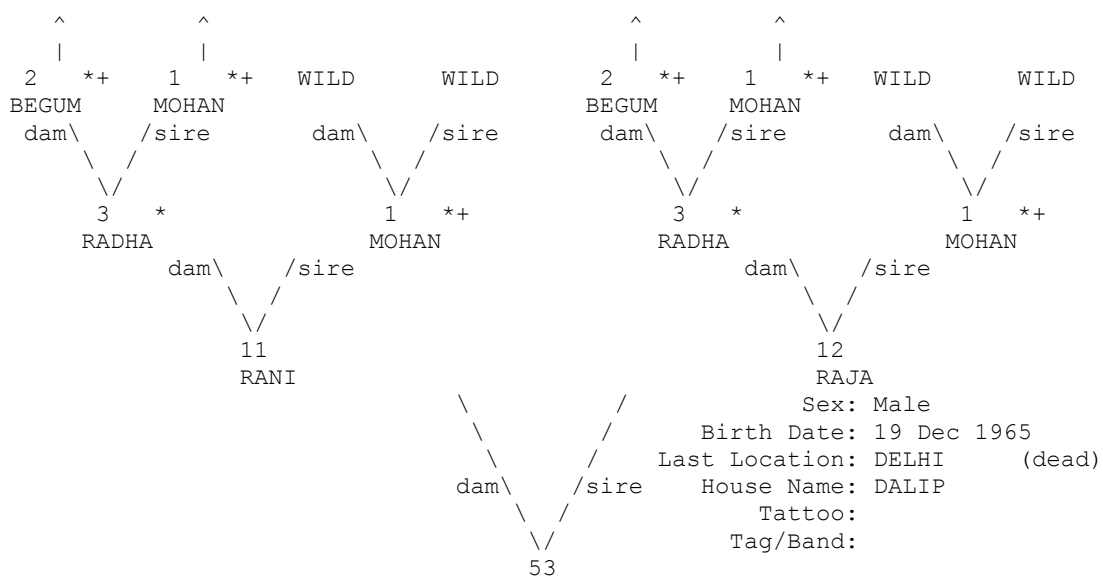 ^ ^ ^ ^
| | | |
2 *+ 1 *+ WILD WILD 2 *+ 1 *+ WILD WILD
BEGUM MOHAN BEGUM MOHAN
dam\ /sire dam\ /sire dam\ /sire dam\ /sire
\ / \ / \ / \ /
\/ \/ \/ \/
3 * 1 *+ 3 * 1 *+
RADHA MOHAN RADHA MOHAN
dam\ /sire dam\ /sire
\ / \ /
\/ \/
11 12
RANI RAJA
\ / Sex: Male
\ / Birth Date: 19 Dec 1965
\ / Last Location: DELHI (dead)
dam\ /sire House Name: DALIP
\ / Tattoo:
\/ Tag/Band:
53